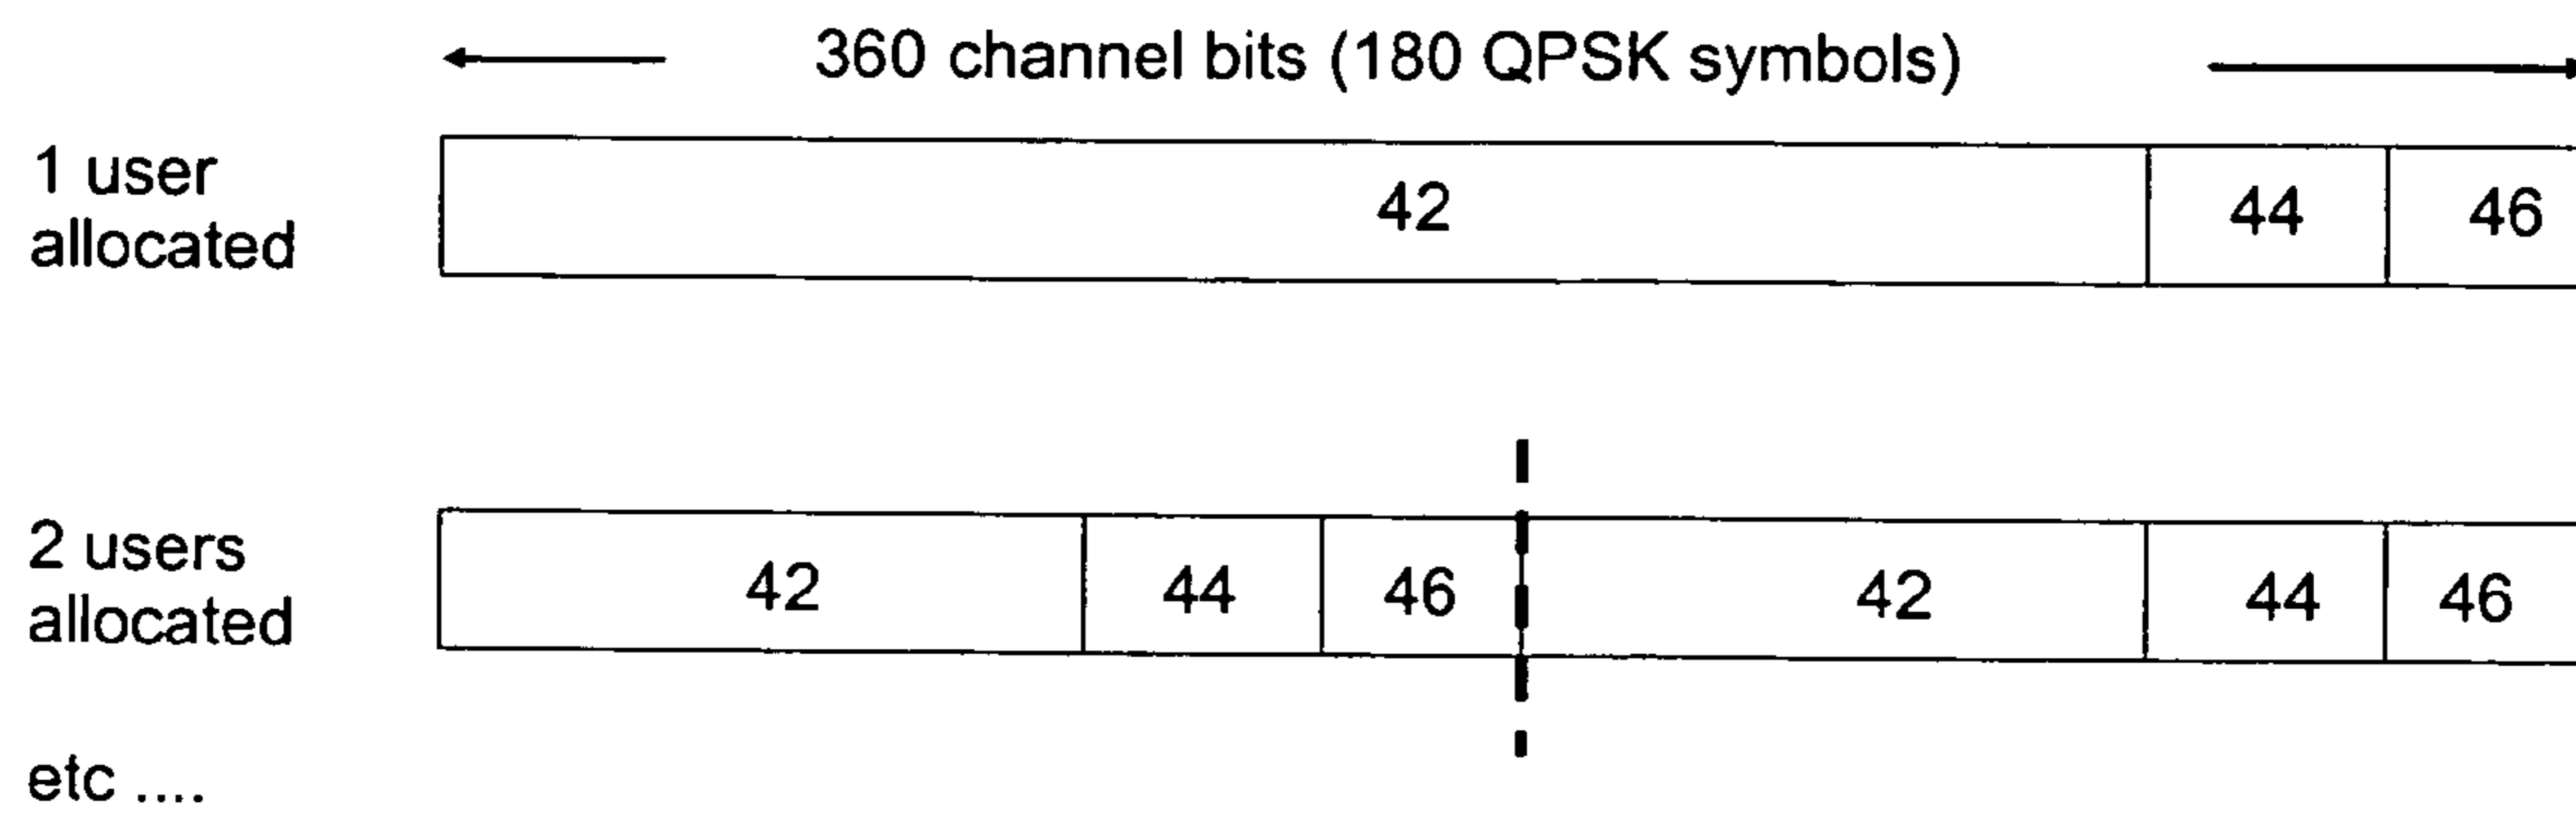 360 channel bits (180 QPSK symbols)
1 user
allocated
42 44 46
2 users
allocated
42 44 46 42 44 46
etc ....